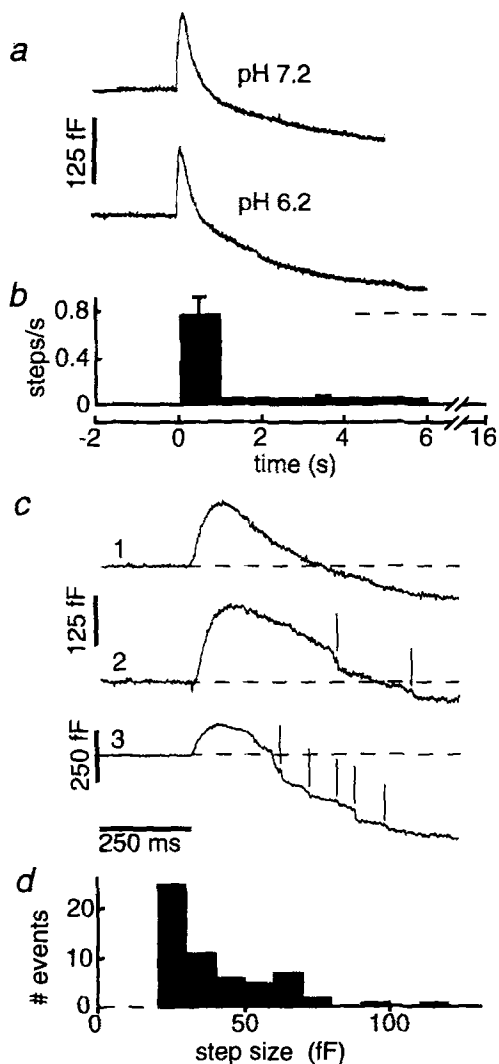 a
pH 7.2
125 fF
pH 6.2
b
steps/s
0.8
0.4
0
-2 0 2 4 6 16
time (s)
c
1
125 fF
2
250 fF
3
250 ms
d
# events
20
10
0
0 50 100
step size (fF)